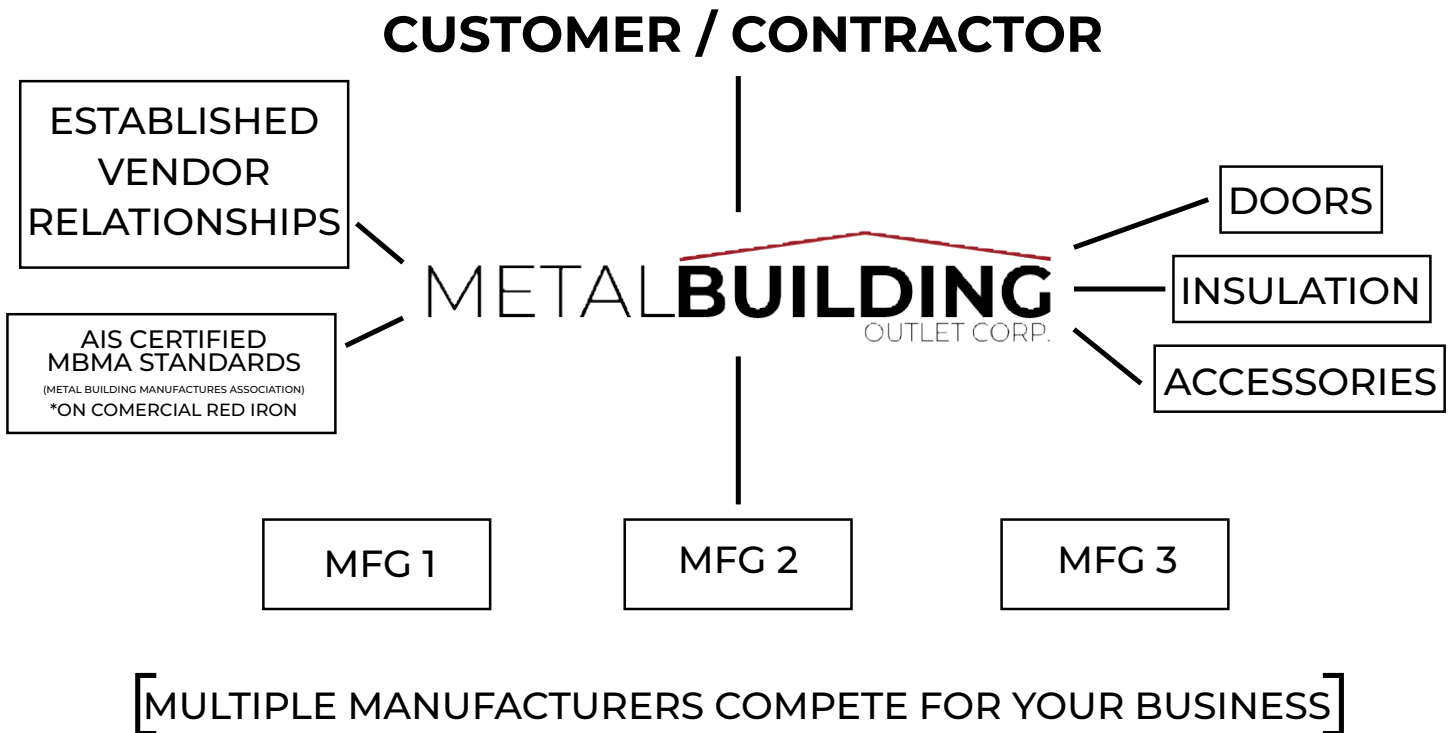 CUSTOMER / CONTRACTOR
ESTABLISHED
VENDOR
RELATIONSHIPS
AIS CERTIFIED
MBMA STANDARDS
(METAL BUILDING MANUFACTURES ASSOCIATION)
*ON COMERCIAL RED IRON
METALBUILDING
OUTLET CORP.
DOORS
INSULATION
ACCESSORIES
MFG 1
MFG 2
MFG 3
[MULTIPLE MANUFACTURERS COMPETE FOR YOUR BUSINESS]